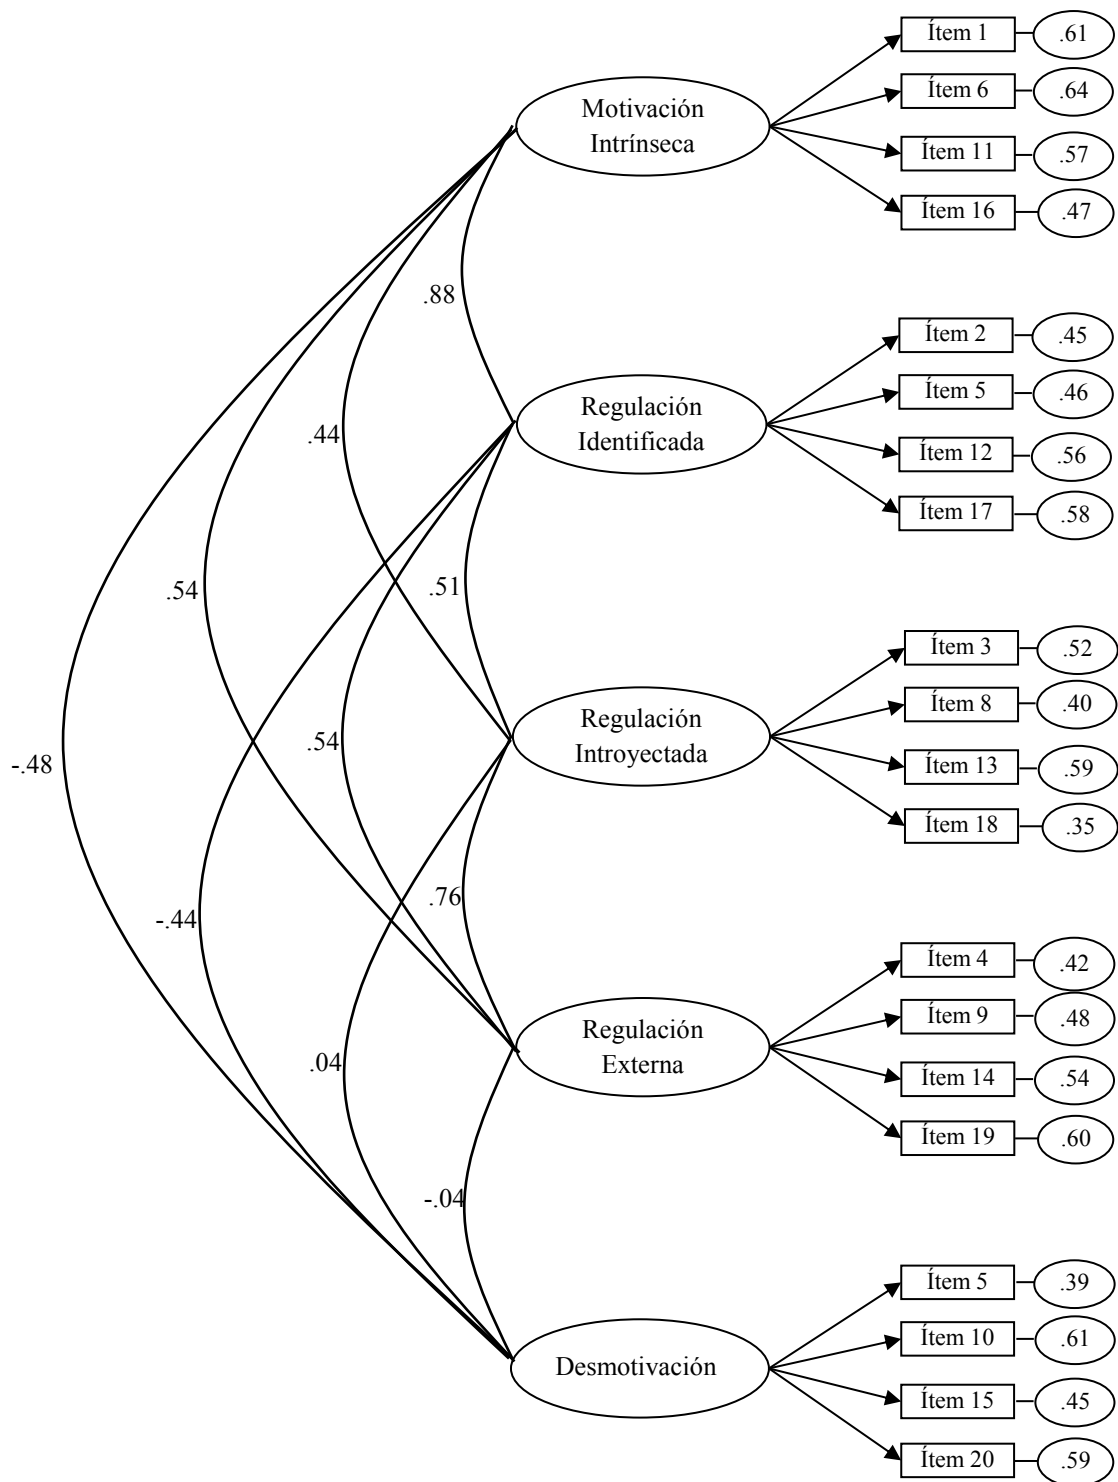 Ítem 1
.61
Ítem 6
.64
Motivación
Intrínseca
Ítem 11
.57
Ítem 16
.47
.88
Ítem 2
.45
Ítem 5
.46
Regulación
Identificada
Ítem 12
.56
Ítem 17
.58
.44
.54
.51
Ítem 3
.52
Ítem 8
.40
Regulación
Introyectada
Ítem 13
.59
Ítem 18
.35
-.48
.54
-.44
.76
Ítem 4
.42
Ítem 9
.48
Regulación
Externa
Ítem 14
.54
Ítem 19
.60
.04
-.04
Ítem 5
.39
Ítem 10
.61
Desmotivación
Ítem 15
.45
Ítem 20
.59